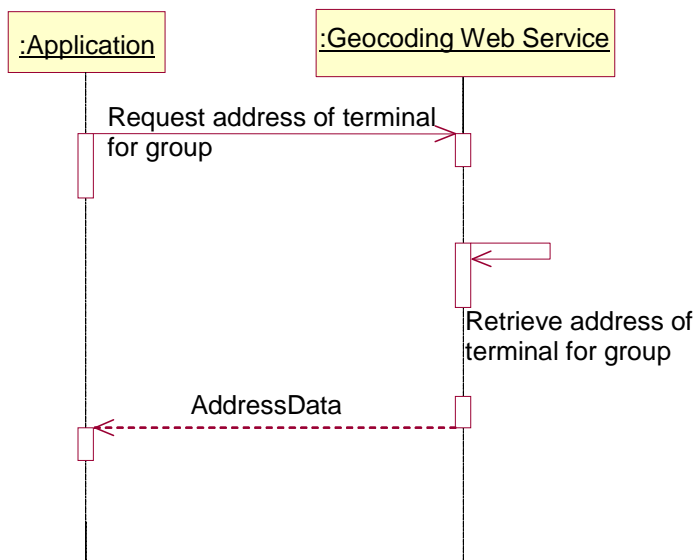 :Application
:Geocoding Web Service
Request address of terminal
for group
Retrieve address of
terminal for group
AddressData